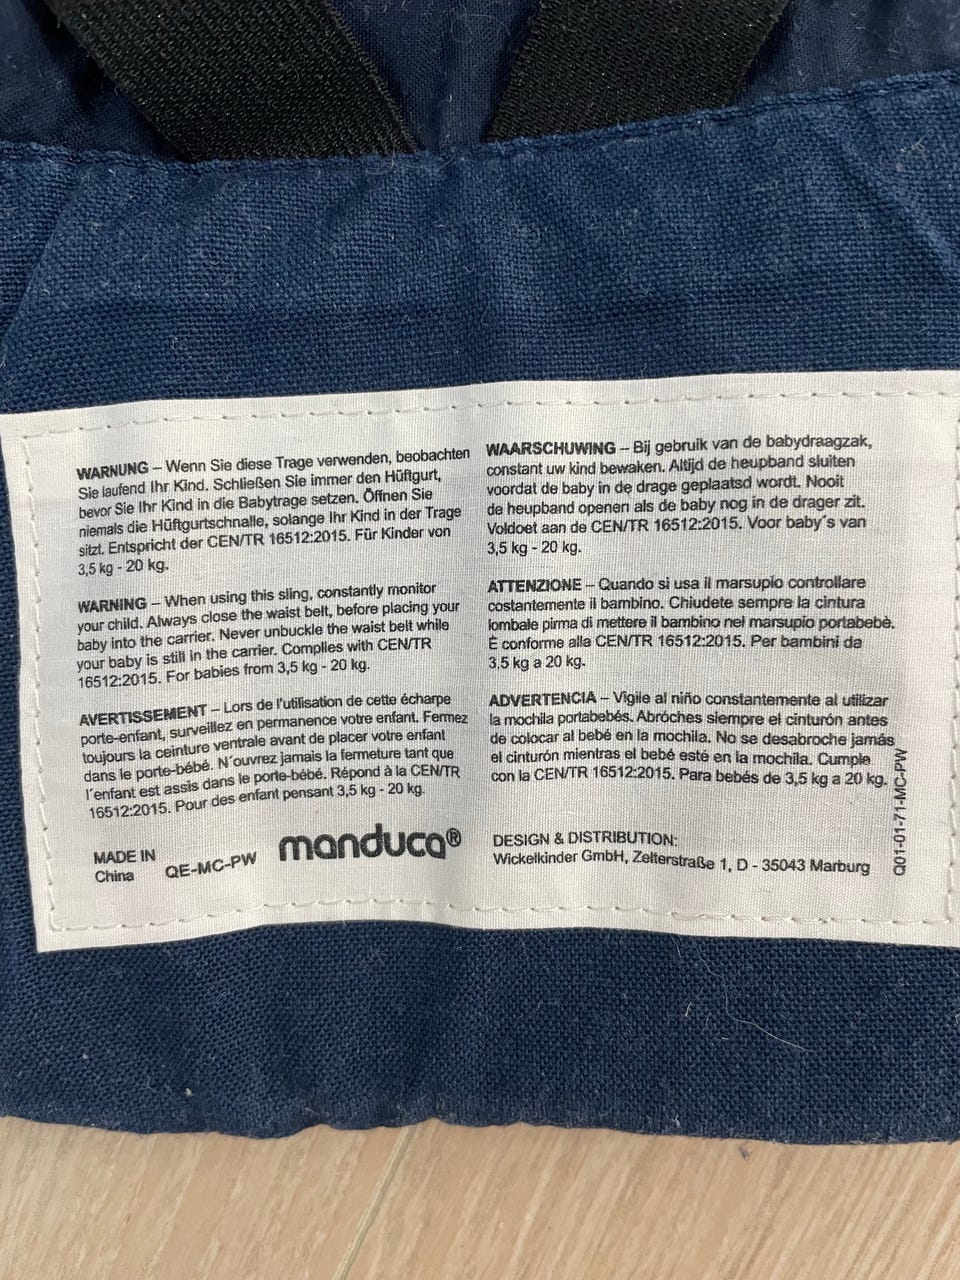 WARNUNG – Wenn Sie diese Trage verwenden, beobachten
Sie laufend Ihr Kind. Schließen Sie immer den Hüftgurt,
bevor Sie Ihr Kind in die Babytrage setzen. Öffnen Sie
niemals die Hüftgurtschnalle, solange Ihr Kind in der Trage
sitzt. Entspricht der CEN/TR 16512:2015. Für Kinder von
3,5 kg - 20 kg.
WARNING – When using this sling, constantly monitor
your child. Always close the waist belt, before placing your
baby into the carrier. Never unbuckle the waist belt while
your baby is still in the carrier. Complies with CEN/TR
16512:2015. For babies from 3,5 kg - 20 kg.
AVERTISSEMENT – Lors de l'utilisation de cette écharpe
porte-enfant, surveillez en permanence votre enfant. Fermez
toujours la ceinture ventrale avant de placer votre enfant
dans le porte-bébé. N´ouvrez jamais la fermeture tant que
l'enfant est assis dans le porte-bébé. Répond à la CEN/TR
16512:2015. Pour des enfant pensant 3,5 kg - 20 kg.
MADE IN
China
QE-MC-PW
manduca®
WAARSCHUWING – Bij gebruik van de babydraagzak,
constant uw kind bewaken. Altijd de heupband sluiten
voordat de baby in de drage geplaatsd wordt. Nooit
de heupband openen als de baby nog in de drager zit.
Voldoet aan de CEN/TR 16512:2015. Voor baby´s van
3,5 kg - 20 kg.
ATTENZIONE – Quando si usa il marsupio controllare
costantemente il bambino. Chiudete sempre la cintura
lombale pirma di mettere il bambino nel marsupio portabebè.
È conforme alla CEN/TR 16512:2015. Per bambini da
3.5 kg a 20 kg.
ADVERTENCIA – Vigile al niño constantemente al utilizar
la mochila portabebés. Abróches siempre el cinturón antes
de colocar al bebé en la mochila. No se desabroche jamás
el cinturón mientras el bebé esté en la mochila. Cumple
con la CEN/TR 16512:2015. Para bebés de 3,5 kg a 20 kg.
DESIGN & DISTRIBUTION:
Wickelkinder GmbH, Zelterstraße 1, D - 35043 Marburg
Q01-01-71-MC-PW